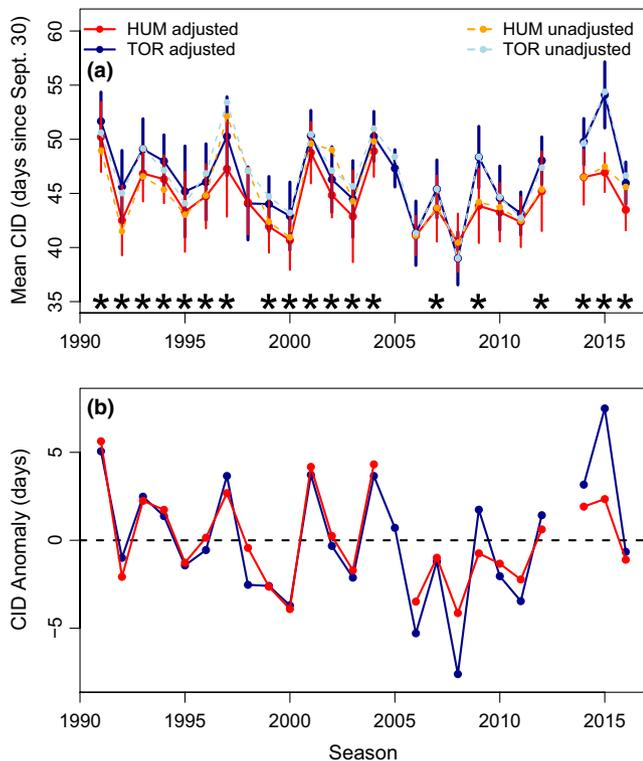 HUM adjusted HUM unadjusted
TOR adjusted TOR unadjusted
(a)
Mean CID (days since Sept. 30)
60
55
50
45
40
35
* * * * * * * * * * * * * * * * * * *
1990 1995 2000 2005 2010 2015
(b)
CID Anomaly (days)
5
0
−5
1990 1995 2000 2005 2010 2015
Season